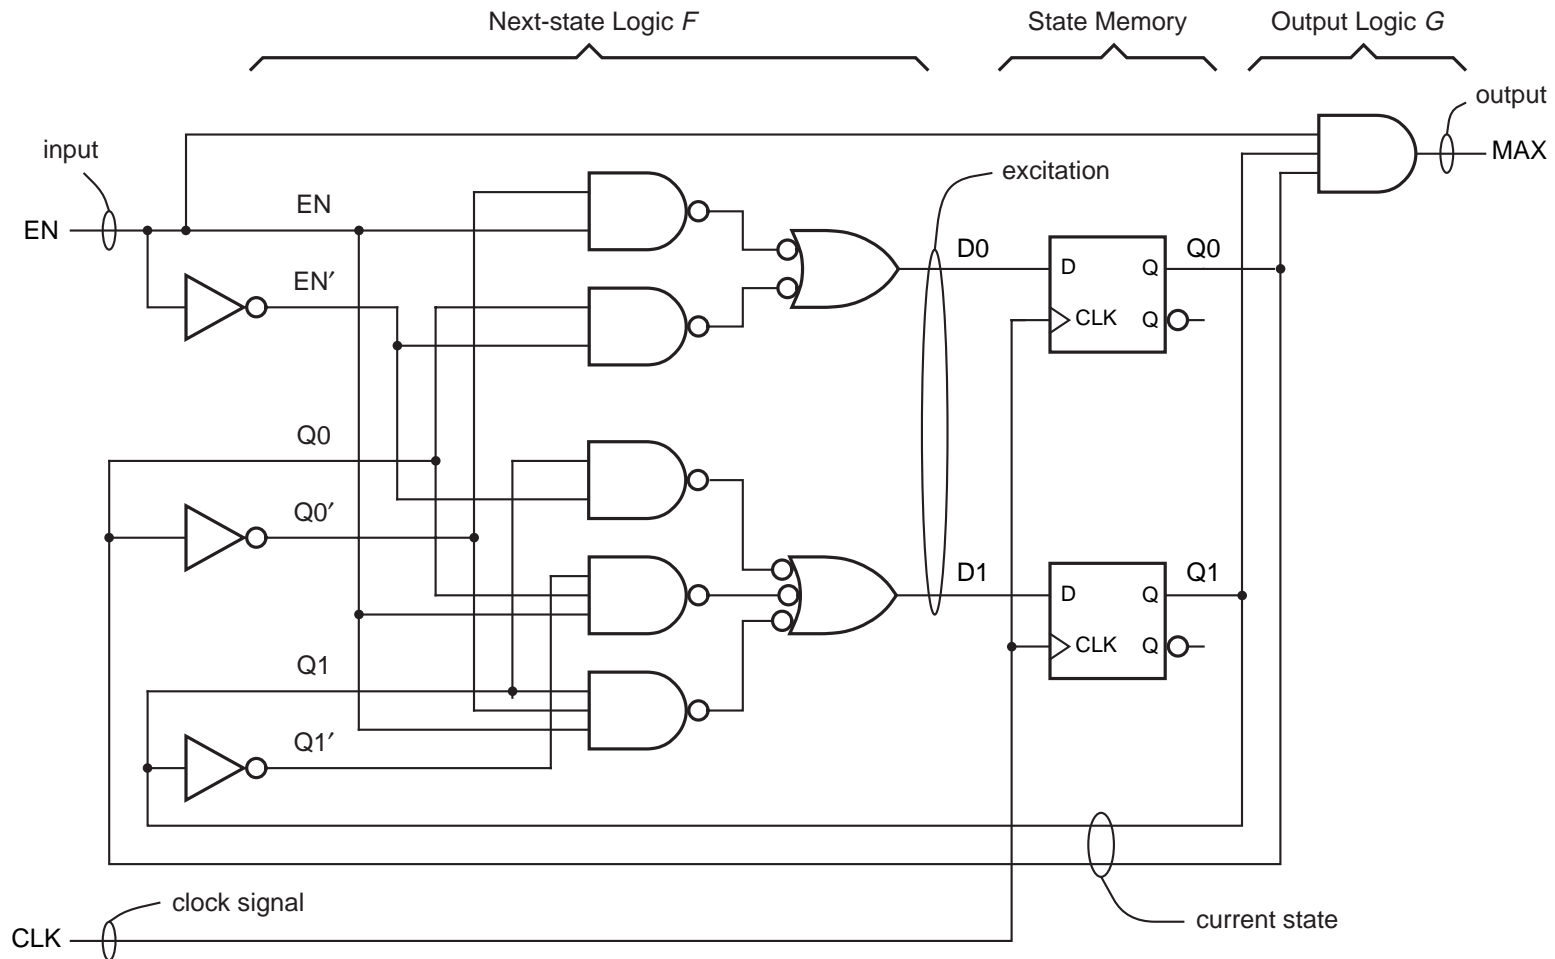 Next-state Logic F
State Memory
Output Logic G
output
input
MAX
excitation
EN
EN
EN′
D0
Q0
D
Q
CLK
Q
Q0
Q0′
D1
Q1
D
Q
CLK
Q
Q1
Q1′
clock signal
current state
CLK